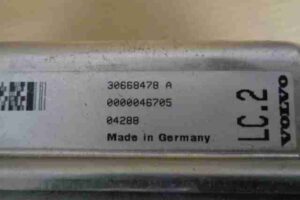 30668478 A
0000046705
04288
Made in Germany
LC.2
VOLVO